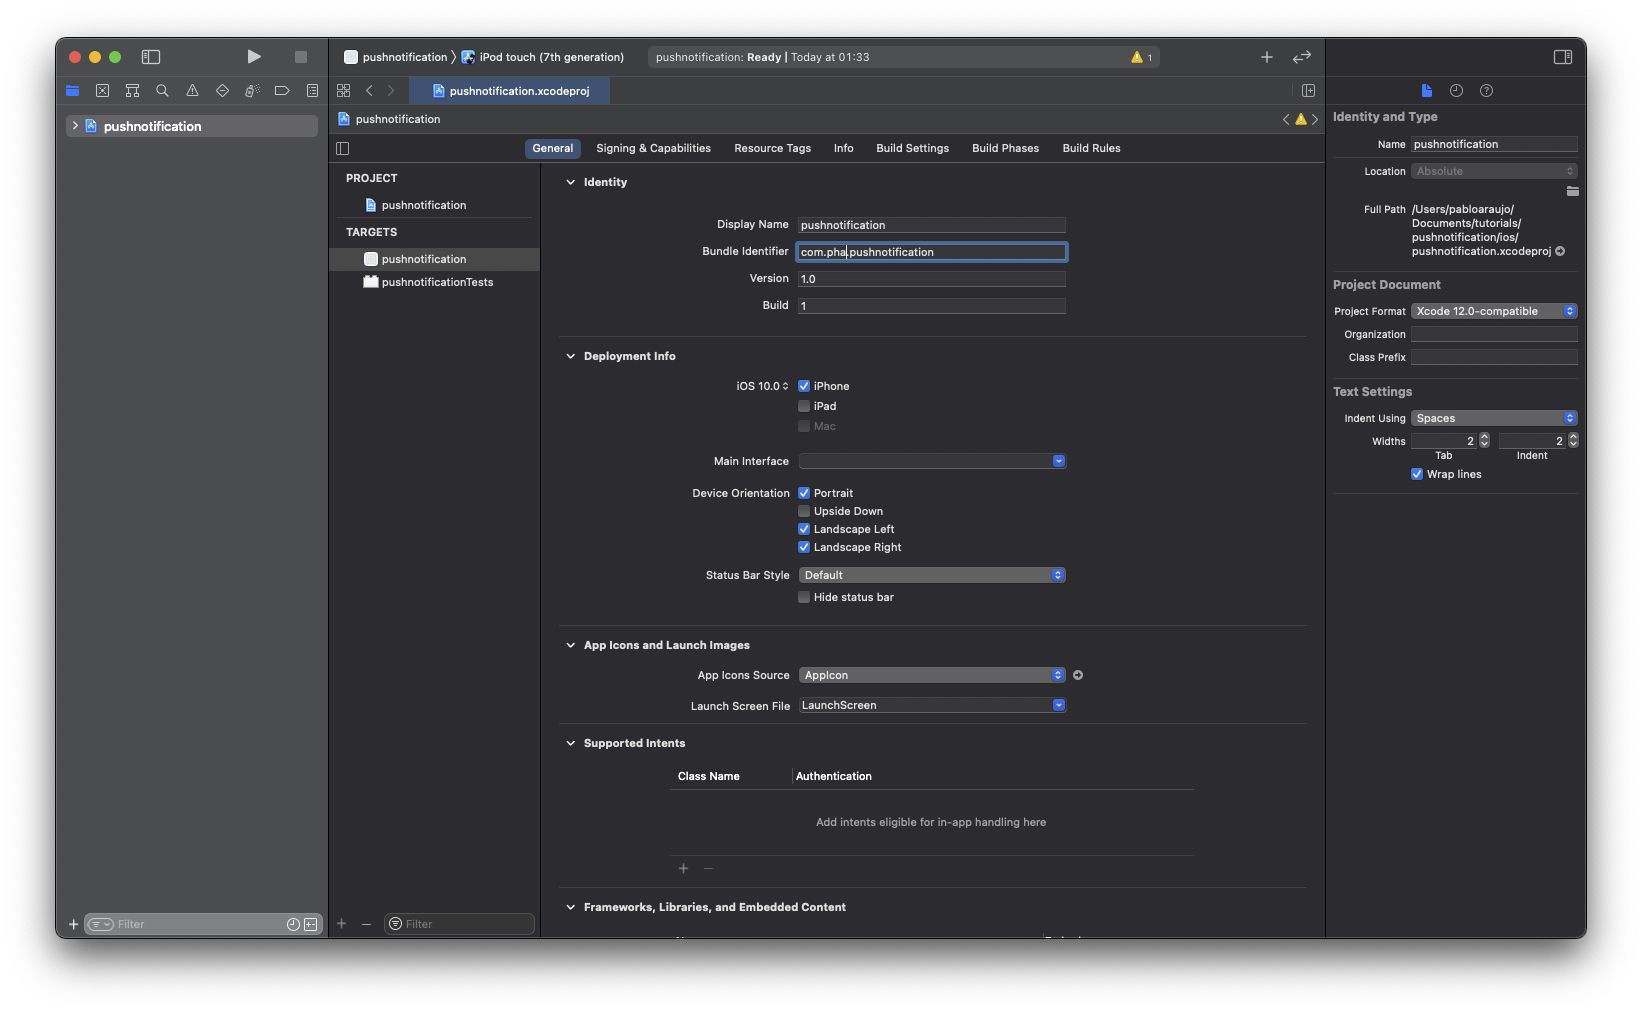 pushnotification 〉 iPod touch (7th generation)
pushnotification: Ready | Today at 01:33
1
pushnotification.xcodeproj
pushnotification
pushnotification
General
Signing & Capabilities
Resource Tags
Info
Build Settings
Build Phases
Build Rules
PROJECT
pushnotification
TARGETS
pushnotification
pushnotificationTests
Identity
Display Name pushnotification
Bundle Identifier com.pha.pushnotification
Version 1.0
Build 1
Deployment Info
iOS 10.0 iPhone
iPad
Mac
Main Interface
Device Orientation Portrait
Upside Down
Landscape Left
Landscape Right
Status Bar Style Default
Hide status bar
App Icons and Launch Images
App Icons Source AppIcon
Launch Screen File LaunchScreen
Supported Intents
Class Name Authentication
Add intents eligible for in-app handling here
Frameworks, Libraries, and Embedded Content
Filter
Filter
Identity and Type
Name pushnotification
Location Absolute
Full Path /Users/pabloaraujo/
Documents/tutorials/
pushnotification/ios/
pushnotification.xcodeproj
Project Document
Project Format Xcode 12.0-compatible
Organization
Class Prefix
Text Settings
Indent Using Spaces
Widths 2 2
Tab Indent
Wrap lines